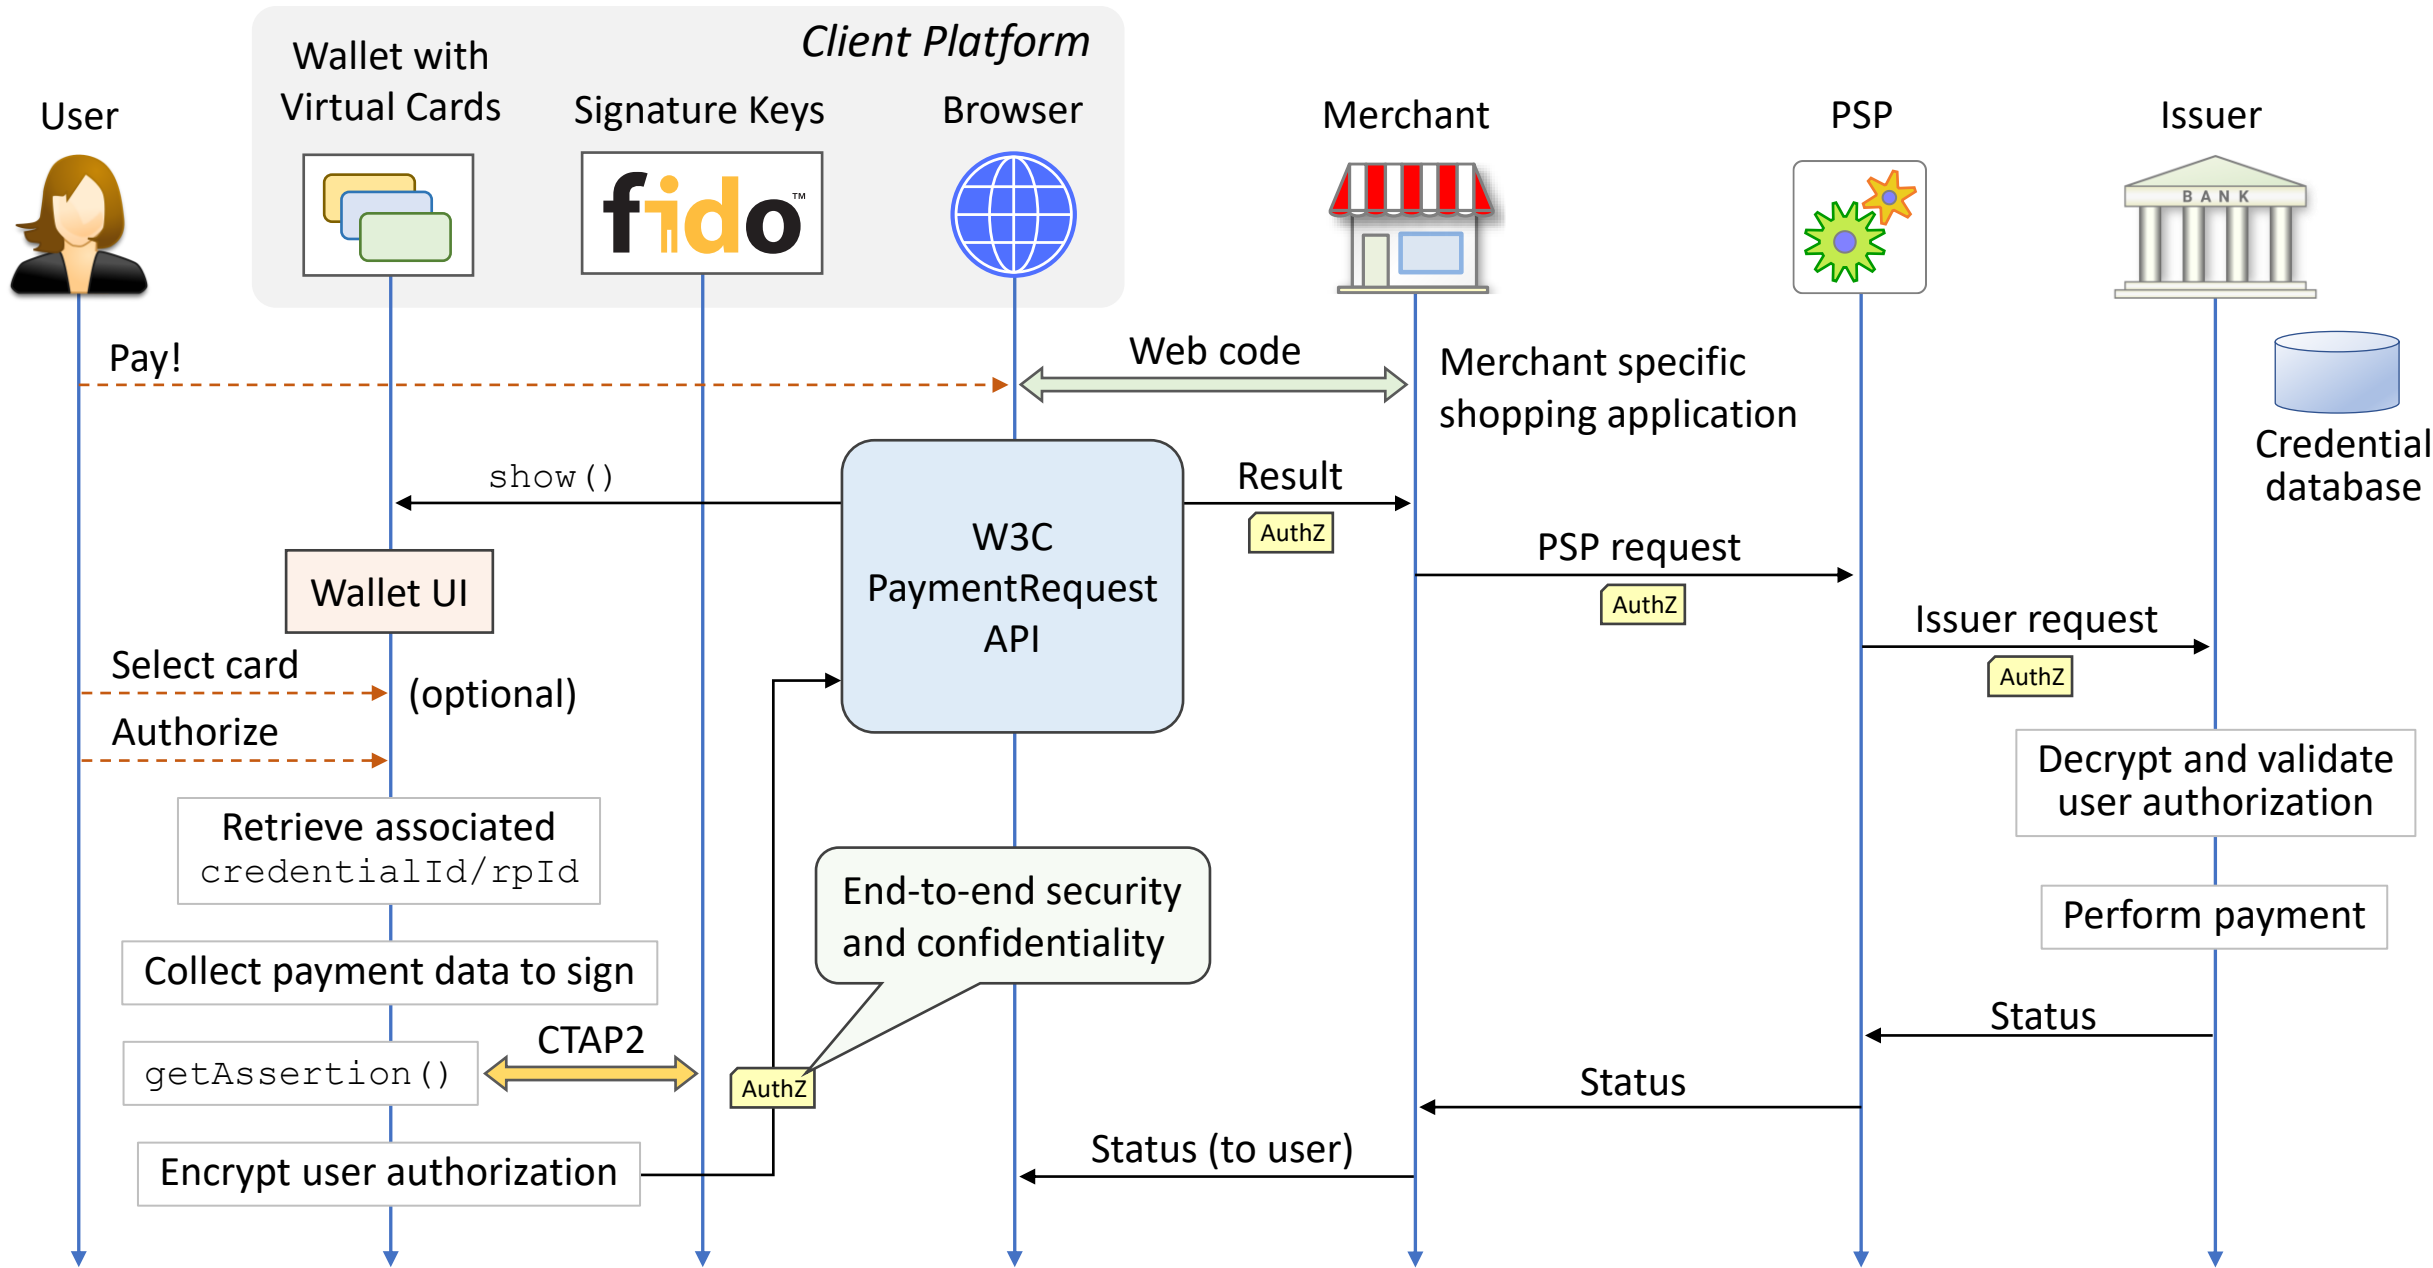 Client Platform
User
Wallet with
Virtual Cards
Signature Keys
Browser
Merchant
PSP
Issuer
fido™
BANK
Pay!
Web code
Merchant specific
shopping application
Credential
database
show()
W3C
PaymentRequest
API
Result
AuthZ
PSP request
AuthZ
Issuer request
AuthZ
Wallet UI
Select card
(optional)
Authorize
Retrieve associated
credentialId/rpId
Collect payment data to sign
getAssertion()
CTAP2
AuthZ
Encrypt user authorization
End-to-end security
and confidentiality
Decrypt and validate
user authorization
Perform payment
Status
Status
Status (to user)